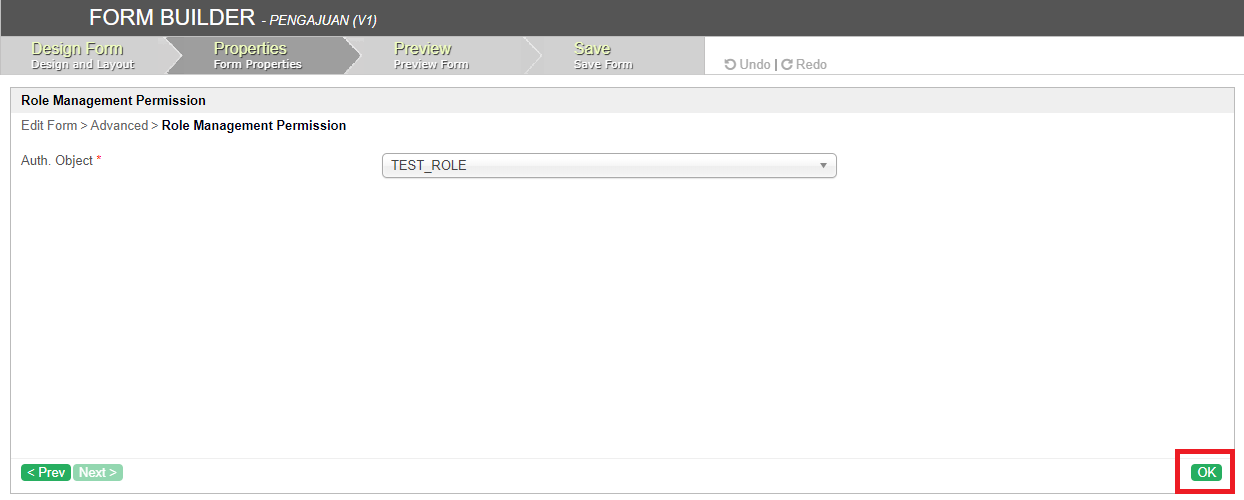 FORM BUILDER - PENGAJUAN (V1)
Design Form
Design and Layout
Properties
Form Properties
Preview
Preview Form
Save
Save Form
Undo | Redo
Role Management Permission
Edit Form > Advanced > Role Management Permission
Auth. Object *
TEST_ROLE
< Prev
Next >
OK